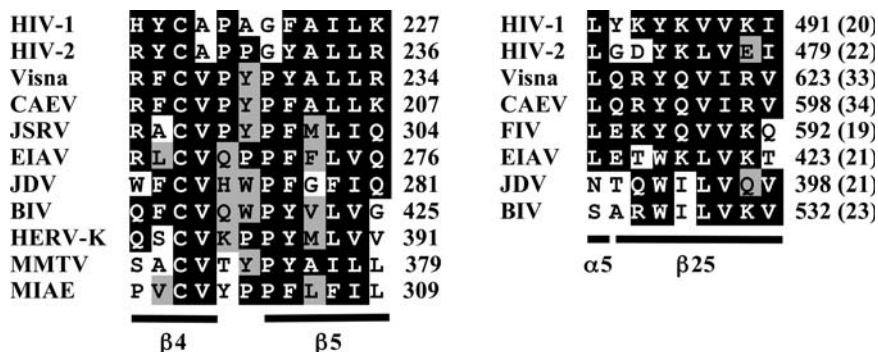 HIV-1 HYCAPAGFAILK 227
HIV-2 RYCAPPGYALLR 236
Visna RFCVPYPYALLR 234
CAEV RFCVPYPFALLK 207
JSRV RACVPYPFMLIQ 304
EIAV RLCVQPPFFLVQ 276
JDV WFCVHWPFGFIQ 281
BIV QFCVQWPYVLVG 425
HERV-K QSCVKPPYMLVV 391
MMTV SACVTYPYAILL 379
MIAE PVCVYPPFLFIL 309
β4 β5
HIV-1 LYKYKVVKI 491 (20)
HIV-2 LGDYKLVEI 479 (22)
Visna LQRYQVIRV 623 (33)
CAEV LQRYQVIRV 598 (34)
FIV LEKYQVVKQ 592 (19)
EIAV LETWKLVKT 423 (21)
JDV NTQWILVQV 398 (21)
BIV SARWILVKV 532 (23)
α5 β25